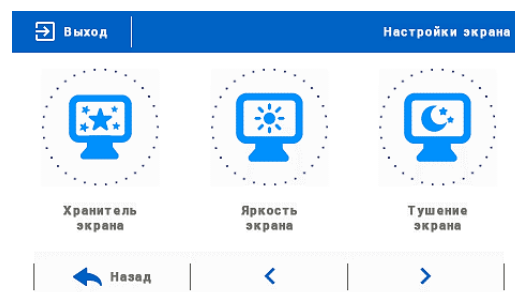 Выход
Настройки экрана
Хранитель
экрана
Яркость
экрана
Тушение
экрана
Назад